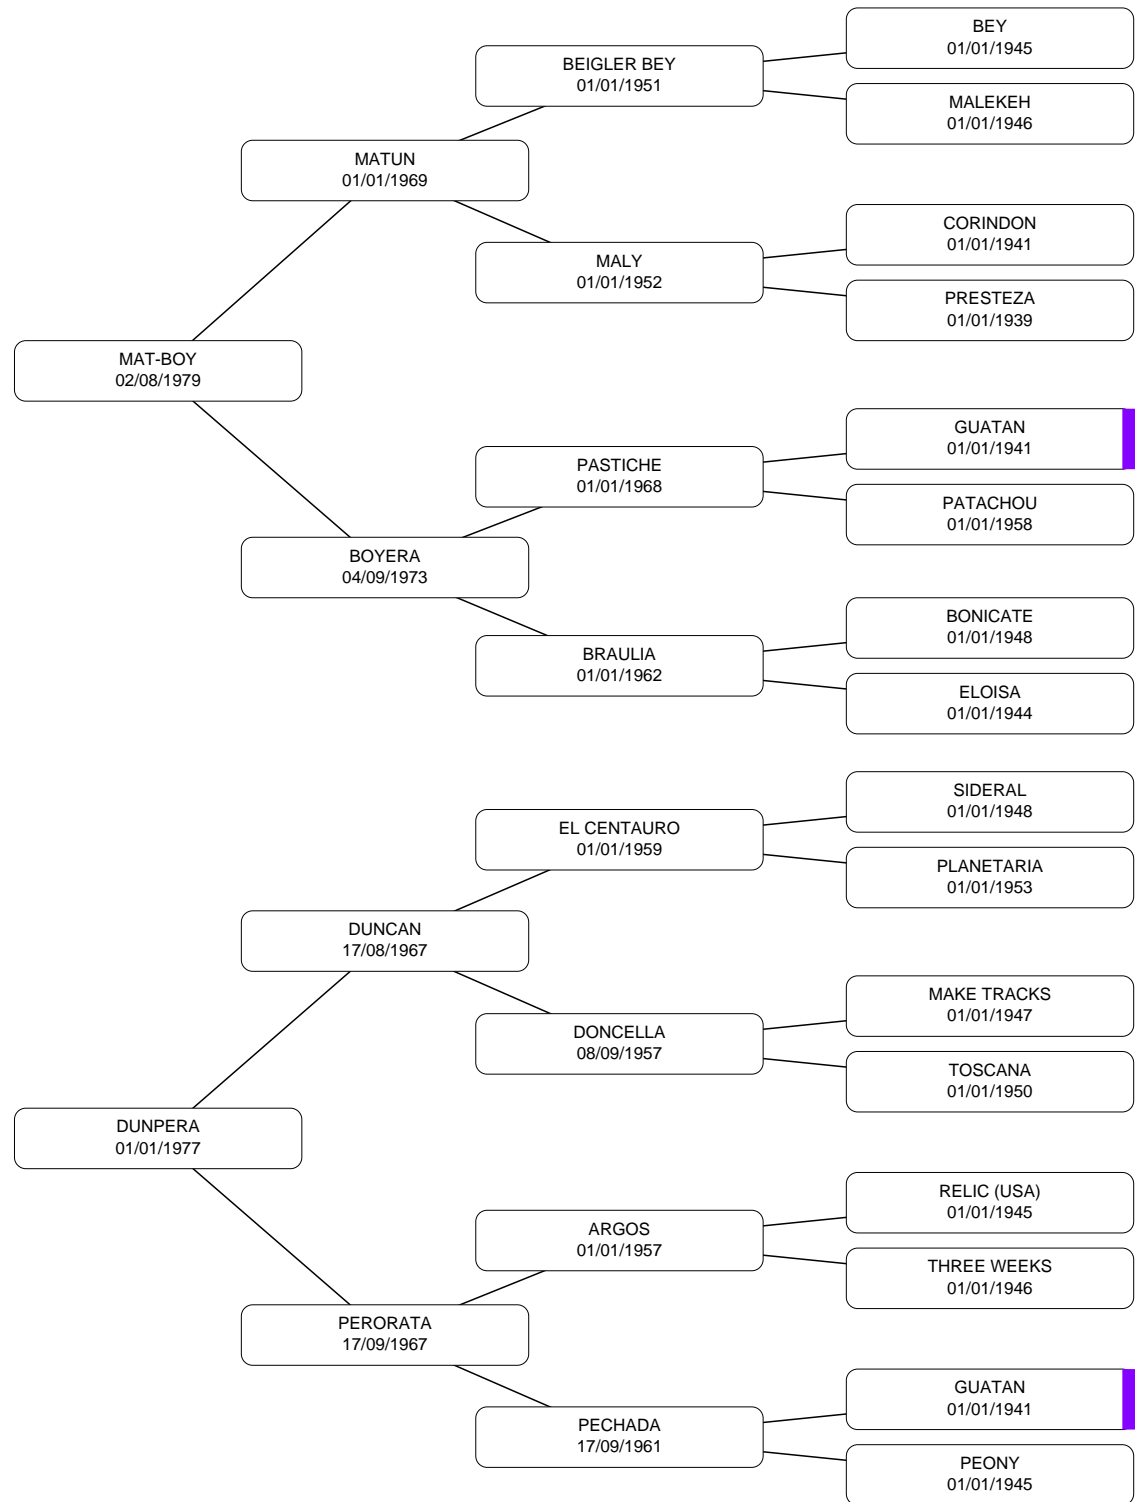 BEY
01/01/1945
BEIGLER BEY
01/01/1951
MALEKEH
01/01/1946
MATUN
01/01/1969
CORINDON
01/01/1941
MALY
01/01/1952
PRESTEZA
01/01/1939
MAT-BOY
02/08/1979
GUATAN
01/01/1941
PASTICHE
01/01/1968
PATACHOU
01/01/1958
BOYERA
04/09/1973
BONICATE
01/01/1948
BRAULIA
01/01/1962
ELOISA
01/01/1944
SIDERAL
01/01/1948
EL CENTAURO
01/01/1959
PLANETARIA
01/01/1953
DUNCAN
17/08/1967
MAKE TRACKS
01/01/1947
DONCELLA
08/09/1957
TOSCANA
01/01/1950
DUNPERA
01/01/1977
RELIC (USA)
01/01/1945
ARGOS
01/01/1957
THREE WEEKS
01/01/1946
PERORATA
17/09/1967
GUATAN
01/01/1941
PECHADA
17/09/1961
PEONY
01/01/1945